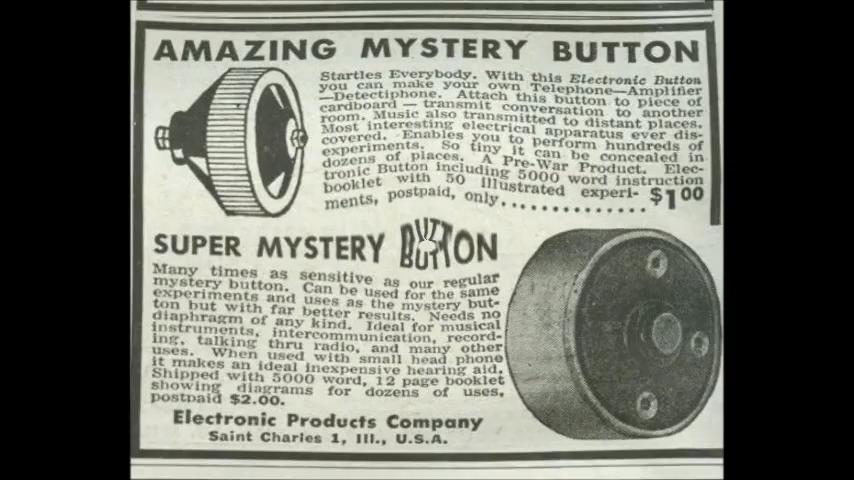 AMAZING MYSTERY BUTTON
Startles Everybody. With this Electronic Button
you can make your own Telephone—Amplifier
—Detectiphone. Attach this button to piece of
cardboard — transmit conversation to another
room. Music also transmitted to distant places.
Most interesting electrical apparatus ever dis-
covered. Enables you to perform hundreds of
experiments. So tiny it can be concealed in
dozens of places. A Pre-War Product. Elec-
tronic Button including 5000 word instruction
booklet with 50 illustrated experi-
ments, postpaid, only.............. $1.00
SUPER MYSTERY BUTTON
Many times as sensitive as our regular
mystery button. Can be used for the same
experiments and uses as the mystery but-
ton but with far better results. Needs no
diaphragm of any kind. Ideal for musical
instruments, intercommunication, record-
ing, talking thru radio, and many other
uses. When used with small head phone
it makes an ideal inexpensive hearing aid.
Shipped with 5000 word, 12 page booklet
showing diagrams for dozens of uses,
postpaid $2.00.
Electronic Products Company
Saint Charles 1, Ill., U.S.A.